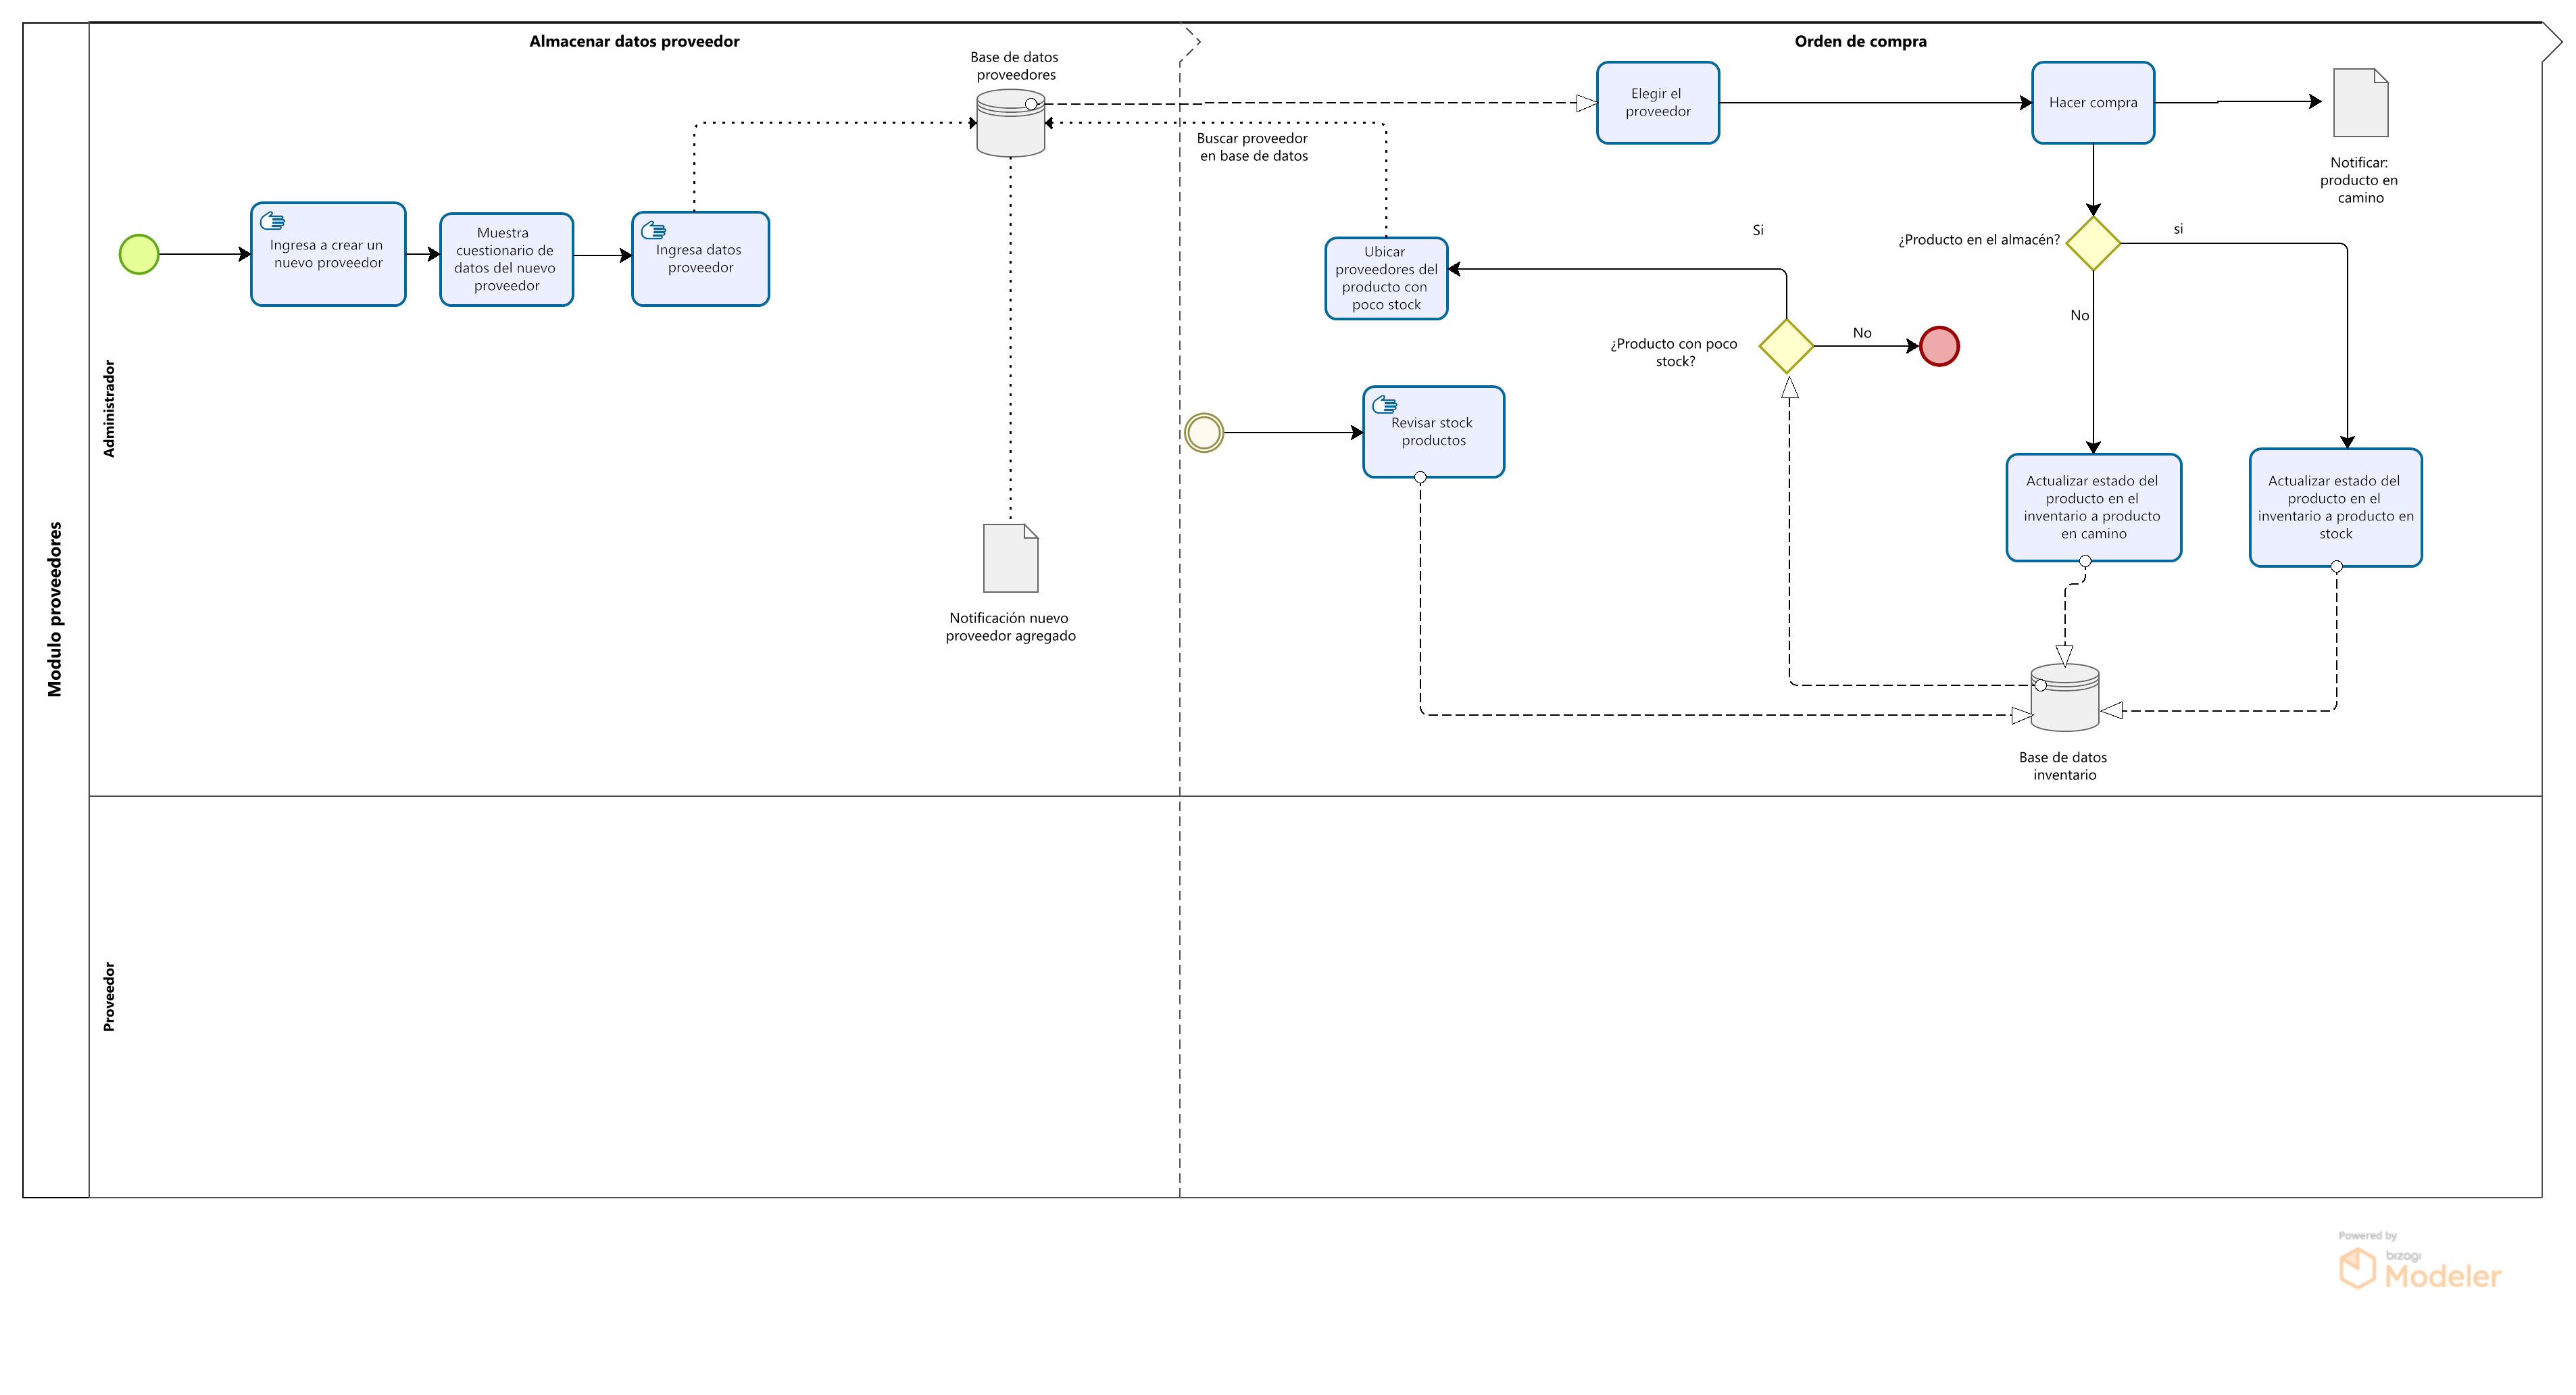 Almacenar datos proveedor
Orden de compra
Modulo proveedores
Administrador
Proveedor
Base de datos
proveedores
Ingresa a crear un
nuevo proveedor
Muestra
cuestionario de
datos del nuevo
proveedor
Ingresa datos
proveedor
Notificación nuevo
proveedor agregado
Buscar proveedor
en base de datos
Elegir el
proveedor
Hacer compra
Notificar:
producto en
camino
Ubicar
proveedores del
producto con
poco stock
Si
¿Producto con poco
stock?
No
Revisar stock
productos
¿Producto en el almacén?
si
No
Actualizar estado del
producto en el
inventario a producto
en camino
Actualizar estado del
producto en el
inventario a producto en
stock
Base de datos
inventario
Powered by
bizagi
Modeler